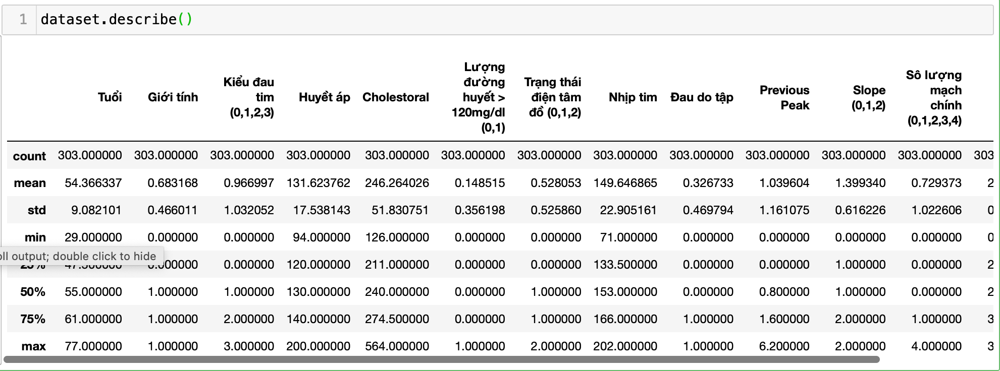 1 dataset.describe()
Tuổi Giới tính Kiểu đau tim (0,1,2,3) Huyết áp Cholestoral Lượng đường huyết > 120mg/dl (0,1) Trạng thái điện tâm đồ (0,1,2) Nhịp tim Đau do tập Previous Peak Slope (0,1,2) Sô lượng mạch chính (0,1,2,3,4)
count 303.000000 303.000000 303.000000 303.000000 303.000000 303.000000 303.000000 303.000000 303.000000 303.000000 303.000000 303.000000 303
mean 54.366337 0.683168 0.966997 131.623762 246.264026 0.148515 0.528053 149.646865 0.326733 1.039604 1.399340 0.729373 2
std 9.082101 0.466011 1.032052 17.538143 51.830751 0.356198 0.525860 22.905161 0.469794 1.161075 0.616226 1.022606 0
min 29.000000 0.000000 0.000000 94.000000 126.000000 0.000000 0.000000 71.000000 0.000000 0.000000 0.000000 0.000000 0
oll output; double click to hide
25% 47.500000 0.000000 0.000000 120.000000 211.000000 0.000000 0.000000 133.500000 0.000000 0.000000 1.000000 0.000000 2
50% 55.000000 1.000000 1.000000 130.000000 240.000000 0.000000 1.000000 153.000000 0.000000 0.800000 1.000000 0.000000 2
75% 61.000000 1.000000 2.000000 140.000000 274.500000 0.000000 1.000000 166.000000 1.000000 1.600000 2.000000 1.000000 3
max 77.000000 1.000000 3.000000 200.000000 564.000000 1.000000 2.000000 202.000000 1.000000 6.200000 2.000000 4.000000 3